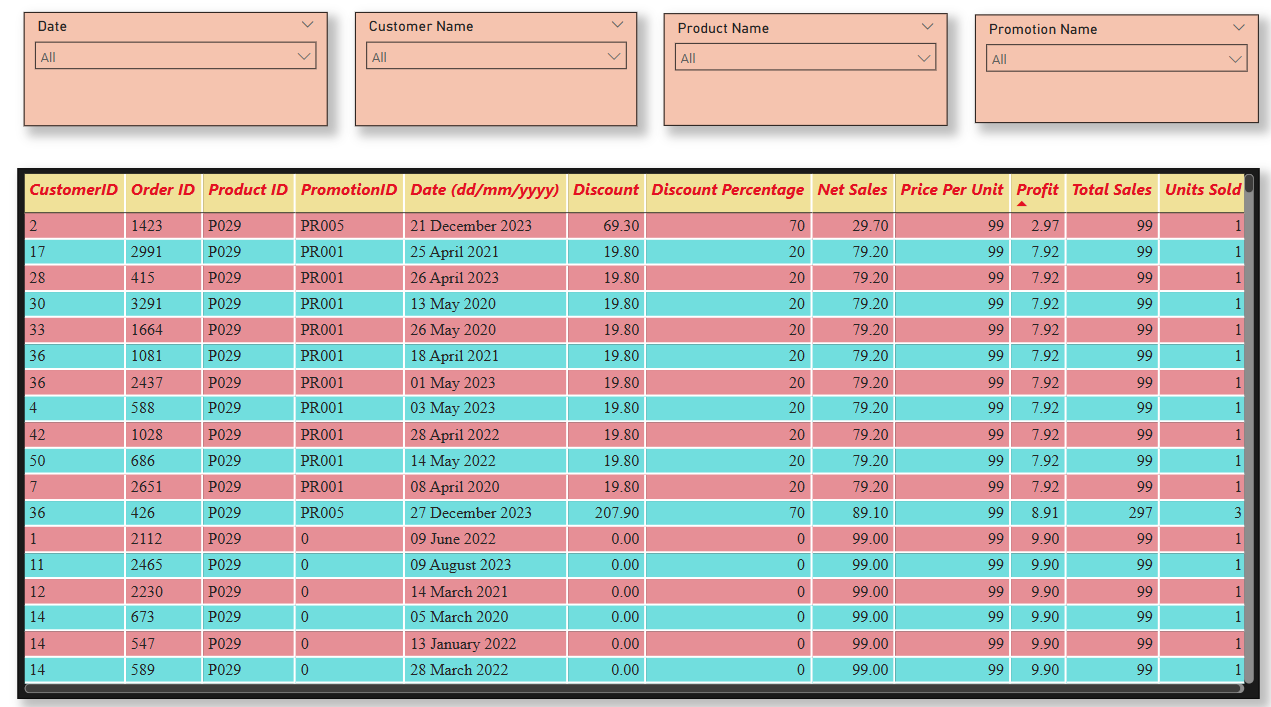 Date Customer Name Product Name Promotion Name
All All All All
CustomerID Order ID Product ID PromotionID Date (dd/mm/yyyy) Discount Discount Percentage Net Sales Price Per Unit Profit Total Sales Units Sold
2 1423 P029 PR005 21 December 2023 69.30 70 29.70 99 2.97 99 1
17 2991 P029 PR001 25 April 2021 19.80 20 79.20 99 7.92 99 1
28 415 P029 PR001 26 April 2023 19.80 20 79.20 99 7.92 99 1
30 3291 P029 PR001 13 May 2020 19.80 20 79.20 99 7.92 99 1
33 1664 P029 PR001 26 May 2020 19.80 20 79.20 99 7.92 99 1
36 1081 P029 PR001 18 April 2021 19.80 20 79.20 99 7.92 99 1
36 2437 P029 PR001 01 May 2023 19.80 20 79.20 99 7.92 99 1
4 588 P029 PR001 03 May 2023 19.80 20 79.20 99 7.92 99 1
42 1028 P029 PR001 28 April 2022 19.80 20 79.20 99 7.92 99 1
50 686 P029 PR001 14 May 2022 19.80 20 79.20 99 7.92 99 1
7 2651 P029 PR001 08 April 2020 19.80 20 79.20 99 7.92 99 1
36 426 P029 PR005 27 December 2023 207.90 70 89.10 99 8.91 297 3
1 2112 P029 0 09 June 2022 0.00 0 99.00 99 9.90 99 1
11 2465 P029 0 09 August 2023 0.00 0 99.00 99 9.90 99 1
12 2230 P029 0 14 March 2021 0.00 0 99.00 99 9.90 99 1
14 673 P029 0 05 March 2020 0.00 0 99.00 99 9.90 99 1
14 547 P029 0 13 January 2022 0.00 0 99.00 99 9.90 99 1
14 589 P029 0 28 March 2022 0.00 0 99.00 99 9.90 99 1